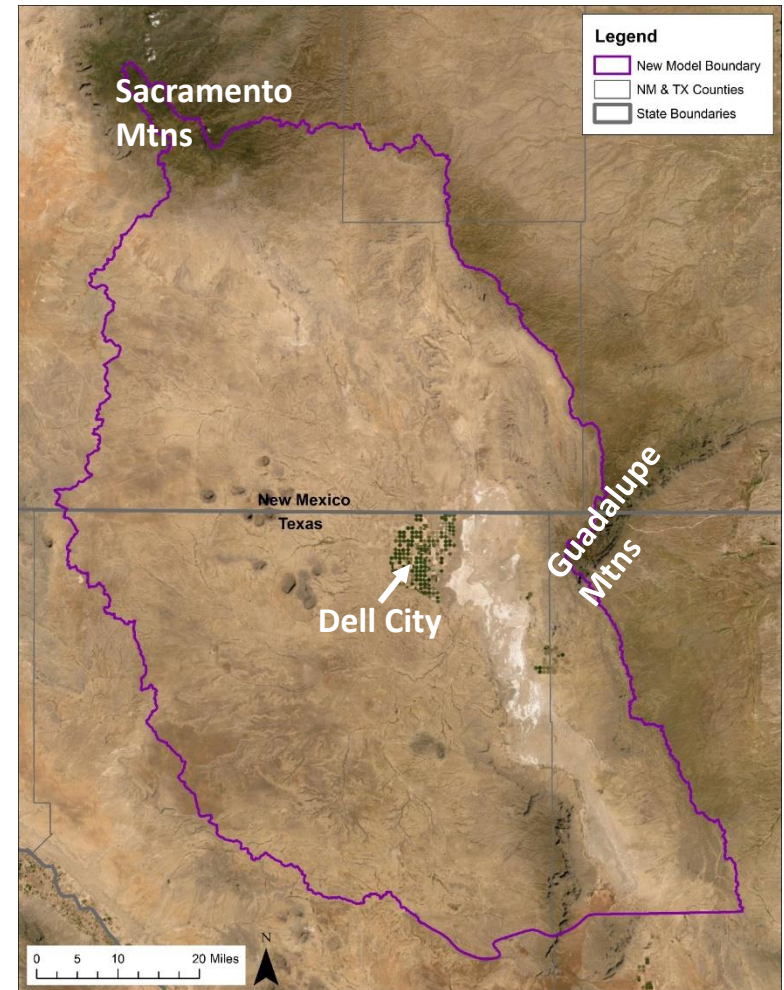 Legend
New Model Boundary
NM & TX Counties
State Boundaries
Sacramento
Mtns
New Mexico
Texas
Guadalupe
Mtns
Dell City
N
0 5 10 20 Miles